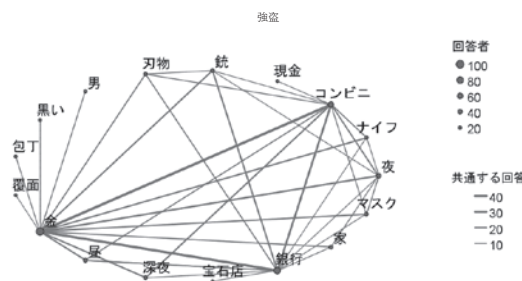 強盗
刃物
銃
現金
男
コンビニ
黒い
ナイフ
包丁
夜
覆面
マスク
金
家
昼
銀行
深夜
宝石店
回答者
100
80
60
40
20
共通する回答
40
30
20
10